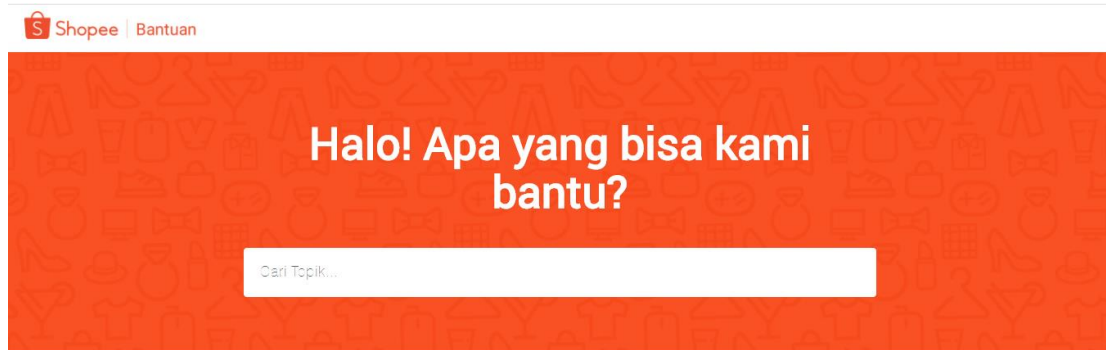 Shopee | Bantuan
Halo! Apa yang bisa kami
bantu?
Cari Topik...